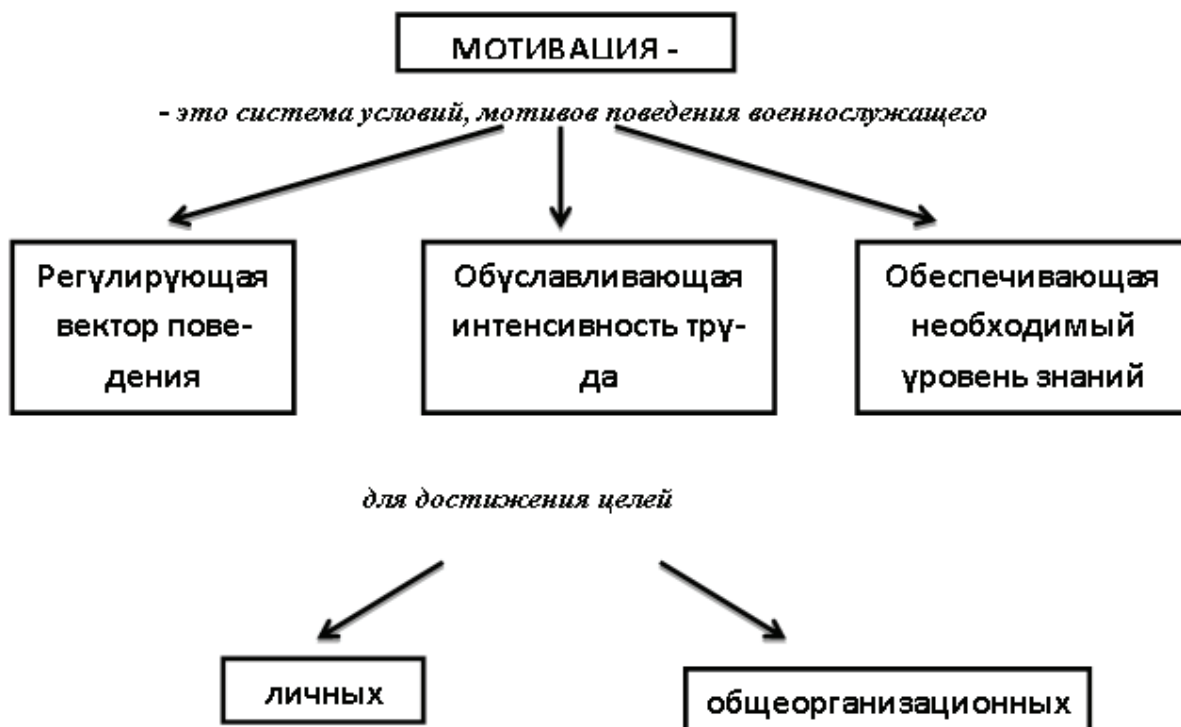 МОТИВАЦИЯ -
- это система условий, мотивов поведения военнослужащего
Регулирующая
вектор пове-
дения
Обуславливающая
интенсивность тру-
да
Обеспечивающая
необходимый
уровень знаний
для достижения целей
личных
общеорганизационных